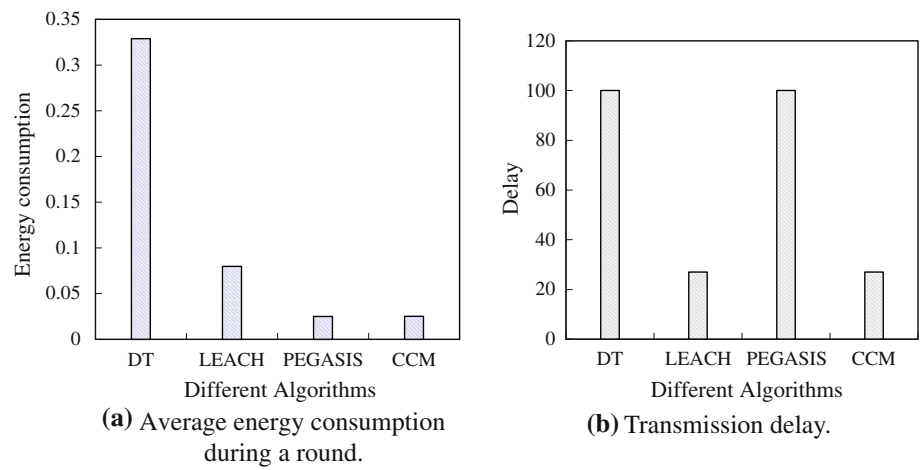 0.35
0.3
0.25
0.2
0.15
0.1
0.05
0
Energy consumption
DT LEACH PEGASIS CCM
Different Algorithms
(a) Average energy consumption
during a round.
120
100
80
60
40
20
0
Delay
DT LEACH PEGASIS CCM
Different Algorithms
(b) Transmission delay.